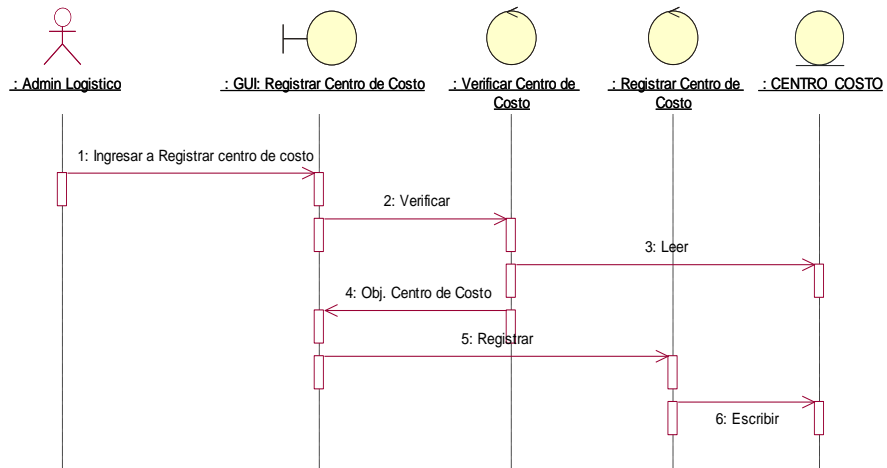 : Admin Logistico
: GUI: Registrar Centro de Costo
: Verificar Centro de
Costo
: Registrar Centro de
Costo
: CENTRO_COSTO
1: Ingresar a Registrar centro de costo
2: Verificar
3: Leer
4: Obj. Centro de Costo
5: Registrar
6: Escribir